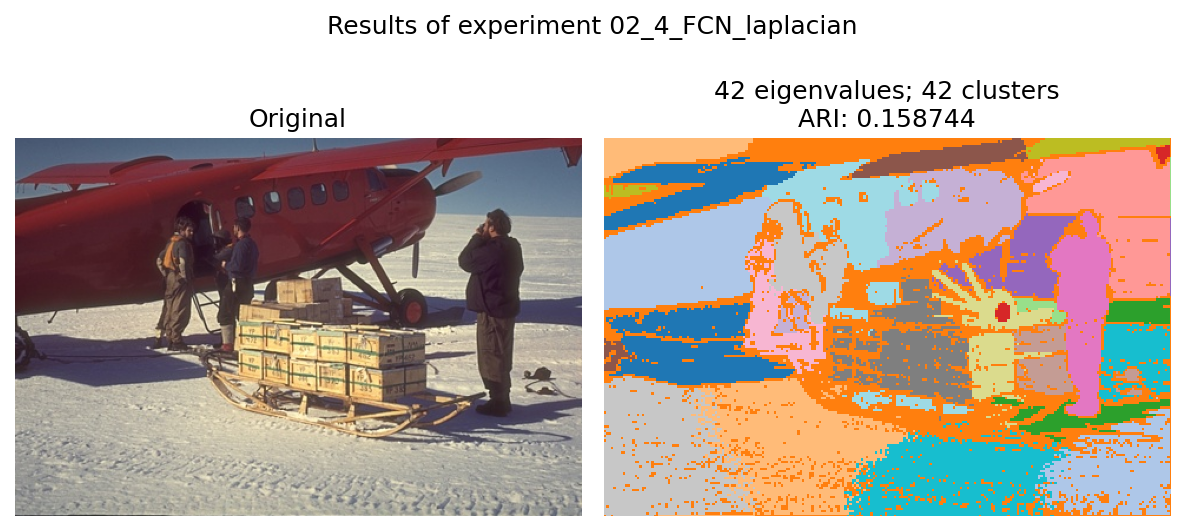 Results of experiment 02_4_FCN_laplacian
Original
42 eigenvalues; 42 clusters
ARI: 0.158744